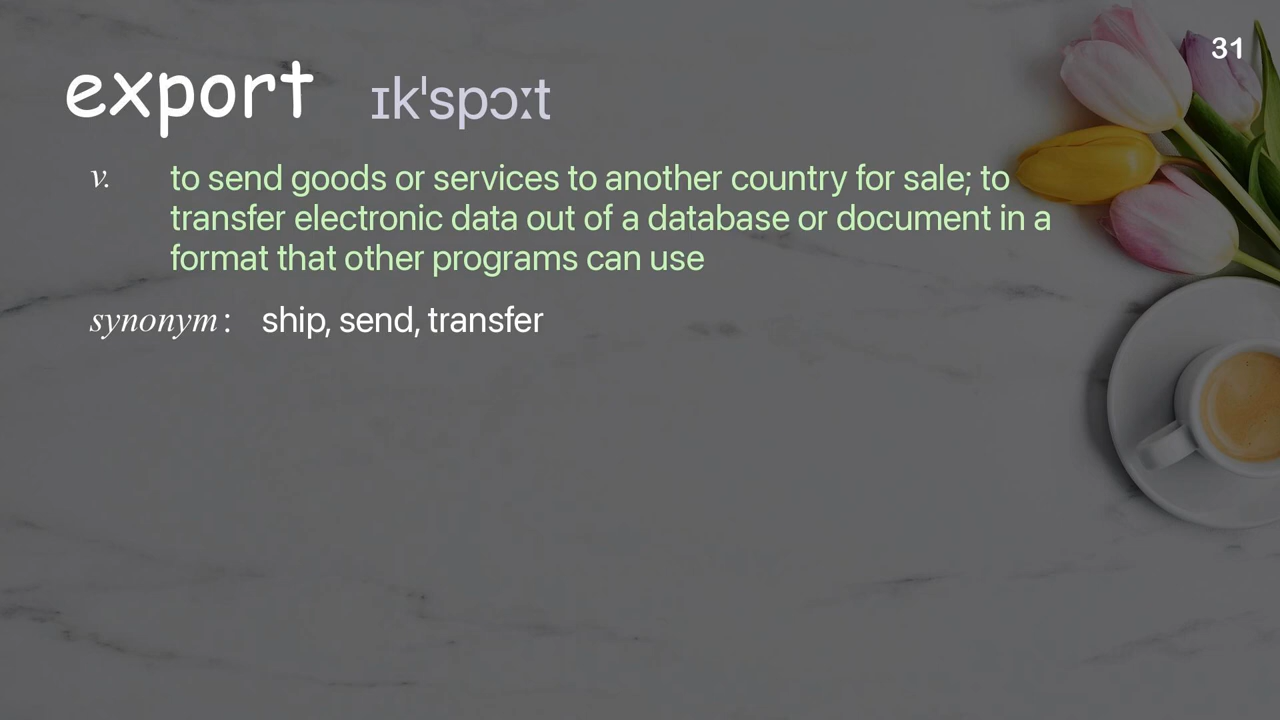 31
export ɪkˈspɔːt
v. to send goods or services to another country for sale; to
transfer electronic data out of a database or document in a
format that other programs can use
synonym : ship, send, transfer